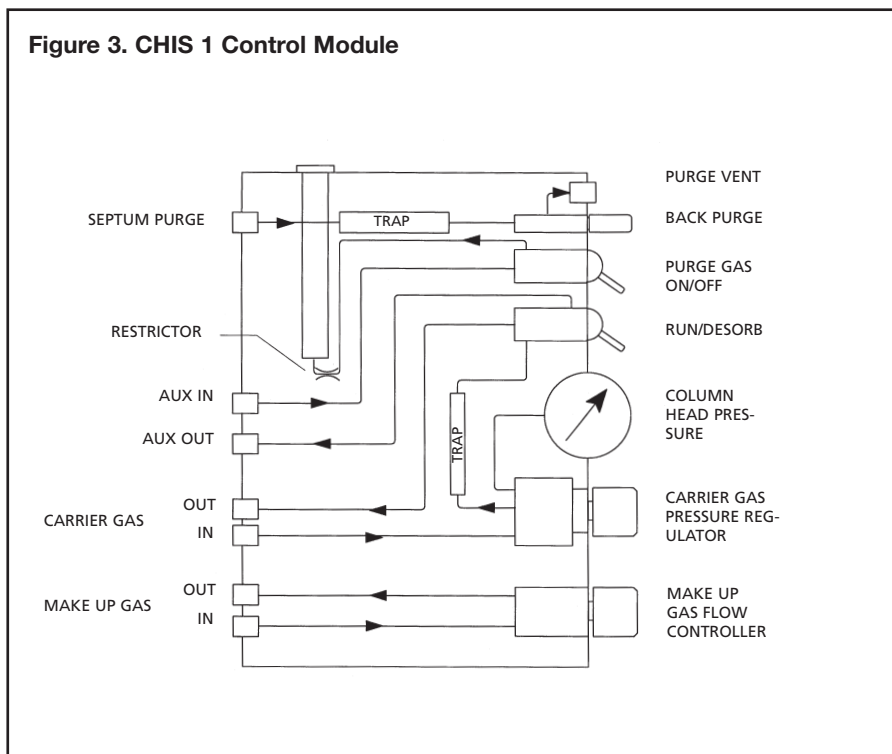 Figure 3. CHIS 1 Control Module
PURGE VENT
SEPTUM PURGE
TRAP
BACK PURGE
PURGE GAS
ON/OFF
RESTRICTOR
RUN/DESORB
AUX IN
AUX OUT
TRAP
COLUMN
HEAD PRES-
SURE
CARRIER GAS
OUT
IN
CARRIER GAS
PRESSURE REG-
ULATOR
MAKE UP GAS
OUT
IN
MAKE UP
GAS FLOW
CONTROLLER